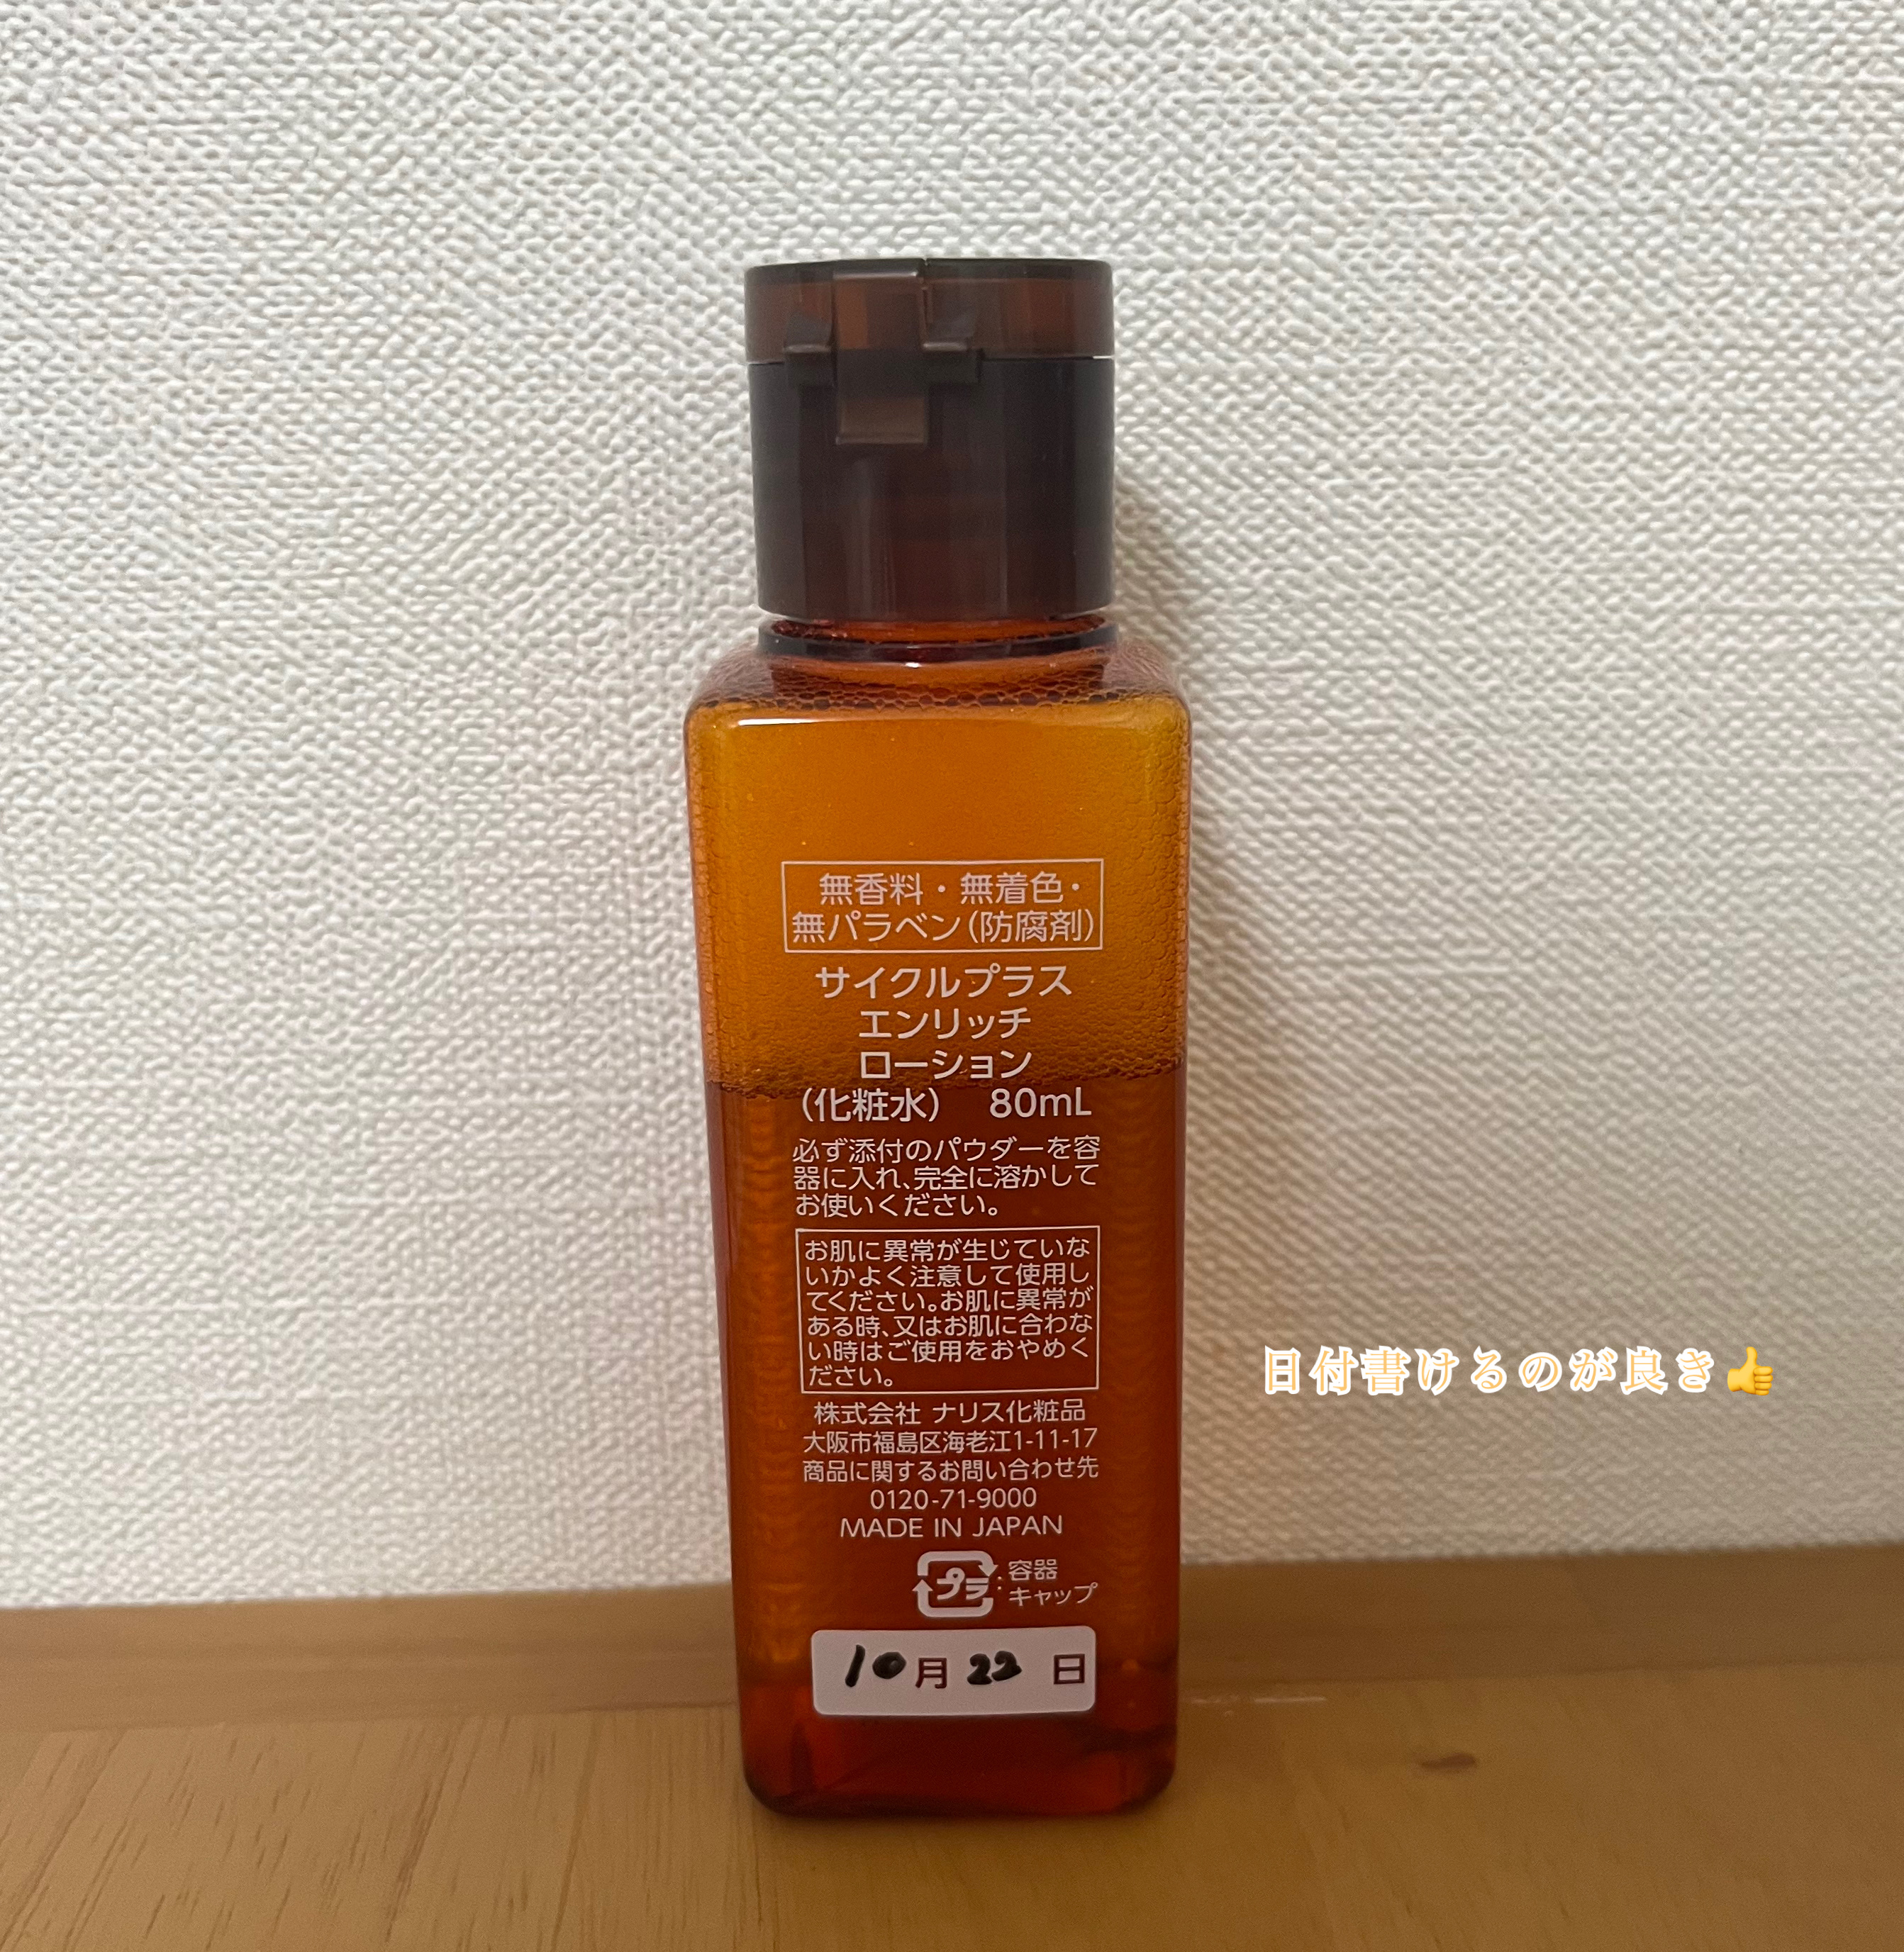 無香料・無着色・
無パラベン(防腐剤)
サイクルプラス
エンリッチ
ローション
(化粧水) 80mL
必ず添付のパウダーを容
器に入れ、完全に溶かして
お使いください。
お肌に異常が生じていな
いかよく注意して使用し
てください。お肌に異常が
ある時、又はお肌に合わな
い時はご使用をおやめく
ださい。
日付書けるのが良き👍
株式会社 ナリス化粧品
大阪市福島区海老江1-11-17
商品に関するお問い合わせ先
0120-71-9000
MADE IN JAPAN
プラ:容器
キャップ
10月22日